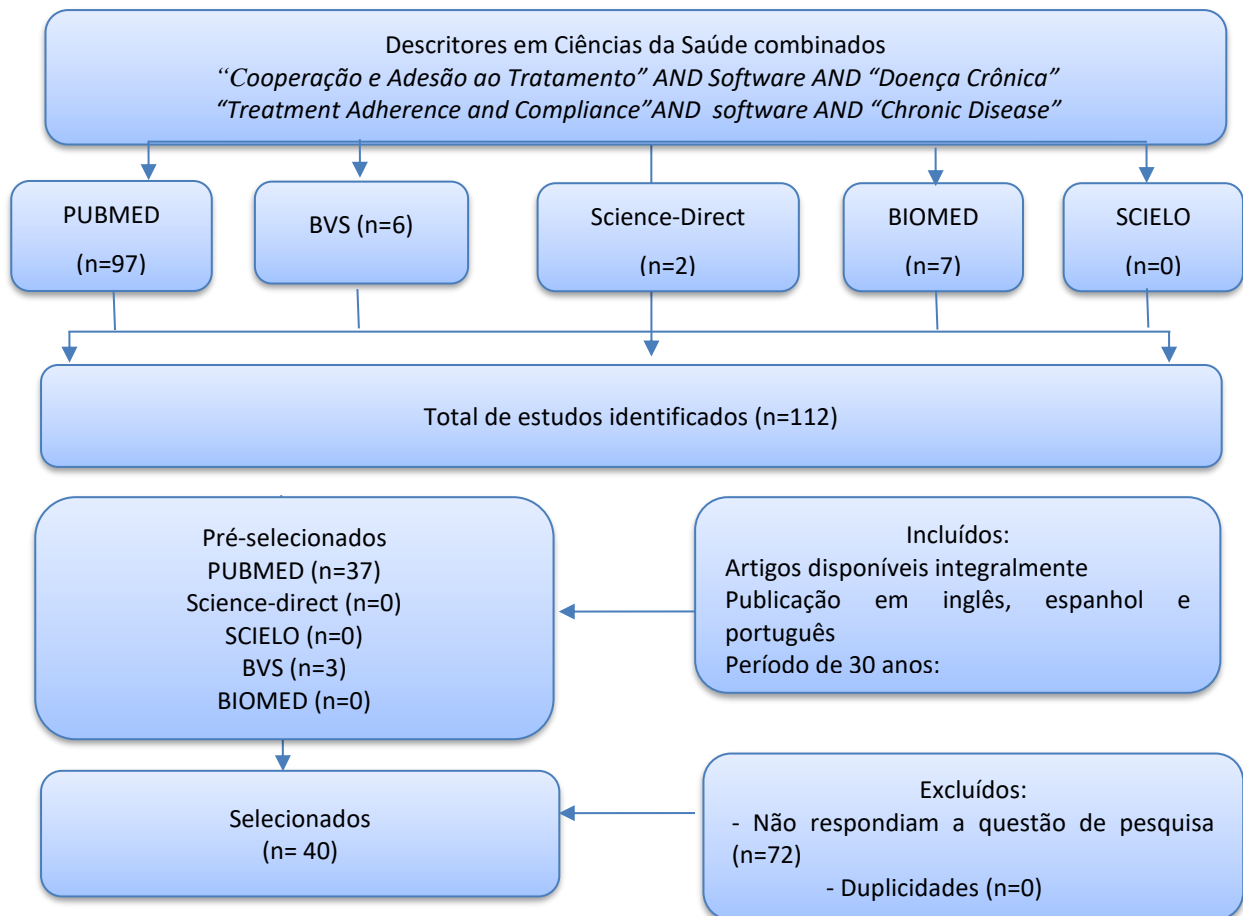 Descritores em Ciências da Saúde combinados
“Cooperação e Adesão ao Tratamento” AND Software AND “Doença Crônica”
“Treatment Adherence and Compliance”AND software AND “Chronic Disease”
PUBMED
(n=97)
BVS (n=6)
Science-Direct
(n=2)
BIOMED
(n=7)
SCIELO
(n=0)
Total de estudos identificados (n=112)
Pré-selecionados
PUBMED (n=37)
Science-direct (n=0)
SCIELO (n=0)
BVS (n=3)
BIOMED (n=0)
Incluídos:
Artigos disponíveis integralmente
Publicação em inglês, espanhol e
português
Período de 30 anos:
Selecionados
(n= 40)
Excluídos:
- Não respondiam a questão de pesquisa
(n=72)
- Duplicidades (n=0)